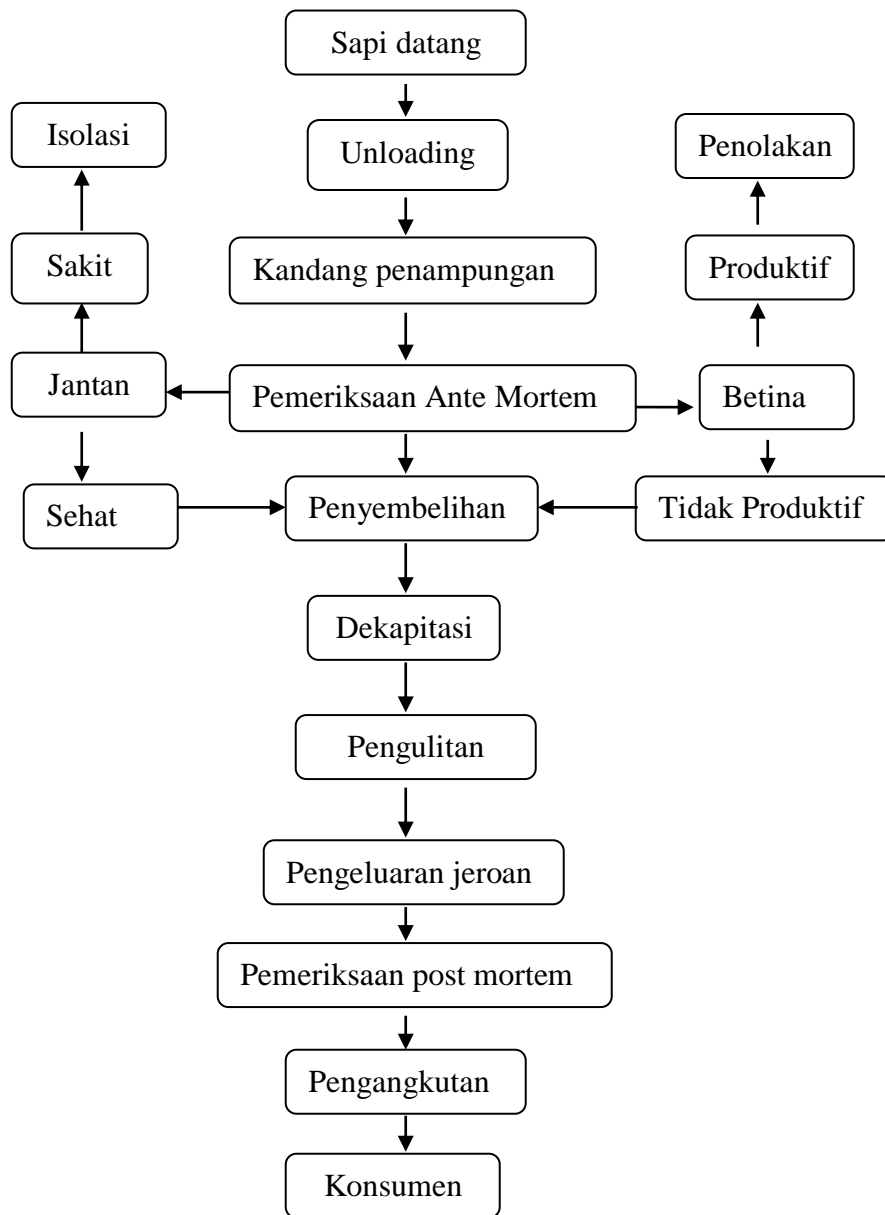 Sapi datang
Isolasi
Unloading
Penolakan
Sakit
Kandang penampungan
Produktif
Jantan
Pemeriksaan Ante Mortem
Betina
Sehat
Penyembelihan
Tidak Produktif
Dekapitasi
Pengulitan
Pengeluaran jeroan
Pemeriksaan post mortem
Pengangkutan
Konsumen